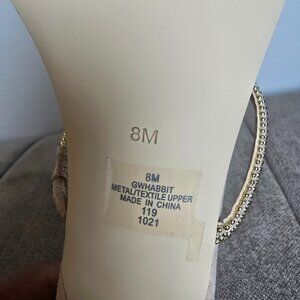 8M
8M
GWHABBIT
METAL/TEXTILE UPPER
MADE IN CHINA
119
1021